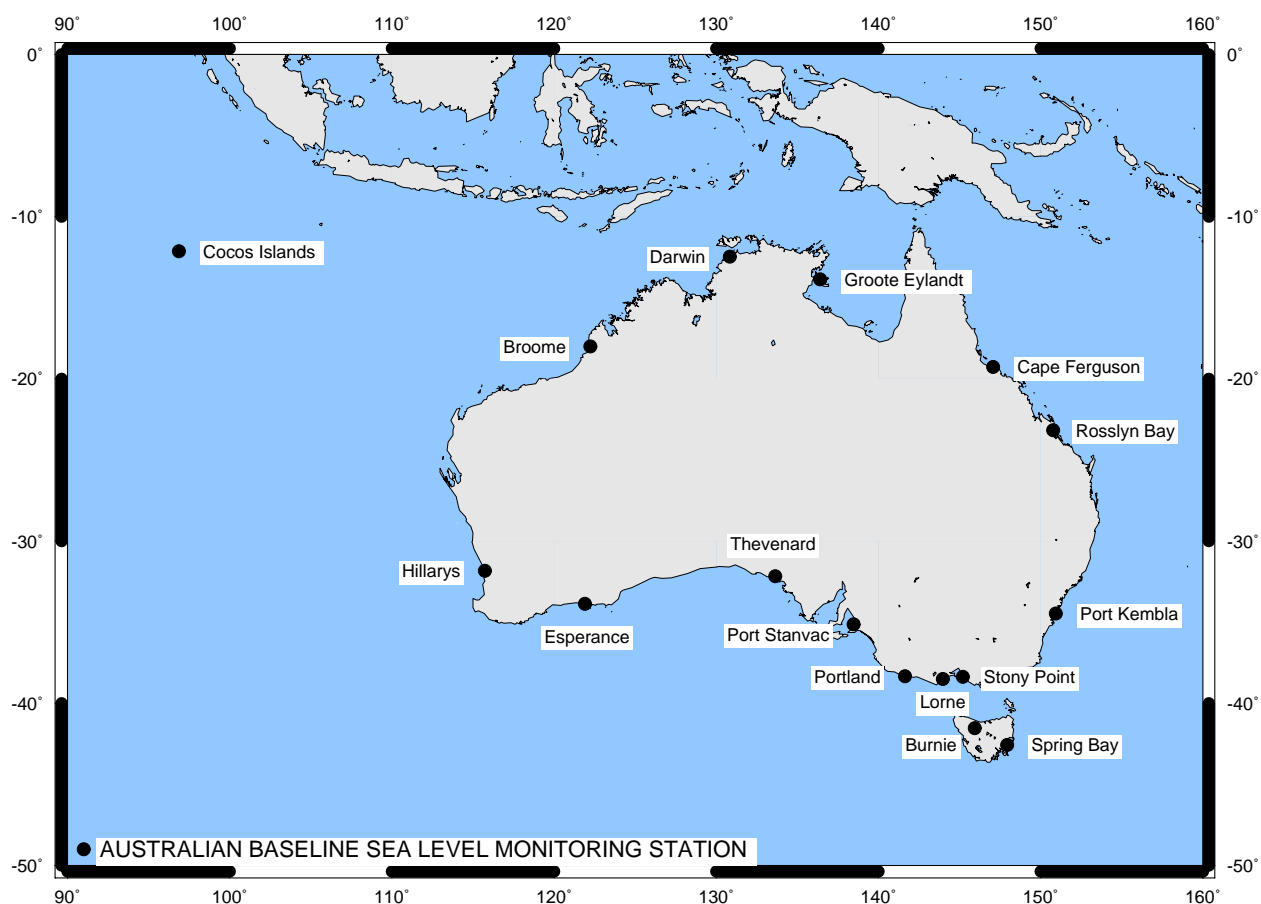 100˚ 110˚ 120˚ 130˚ 140˚ 150˚ 160˚
0˚ 0˚
-10˚ -10˚
Cocos Islands
Darwin
Groote Eylandt
Broome
Cape Ferguson
-20˚ -20˚
Rosslyn Bay
-30˚ -30˚
Thevenard
Hillarys
Port Kembla
Esperance
Port Stanvac
Portland
Stony Point
Lorne
-40˚ -40˚
Burnie
Spring Bay
AUSTRALIAN BASELINE SEA LEVEL MONITORING STATION
-50˚ -50˚
90˚ 100˚ 110˚ 120˚ 130˚ 140˚ 150˚ 160˚